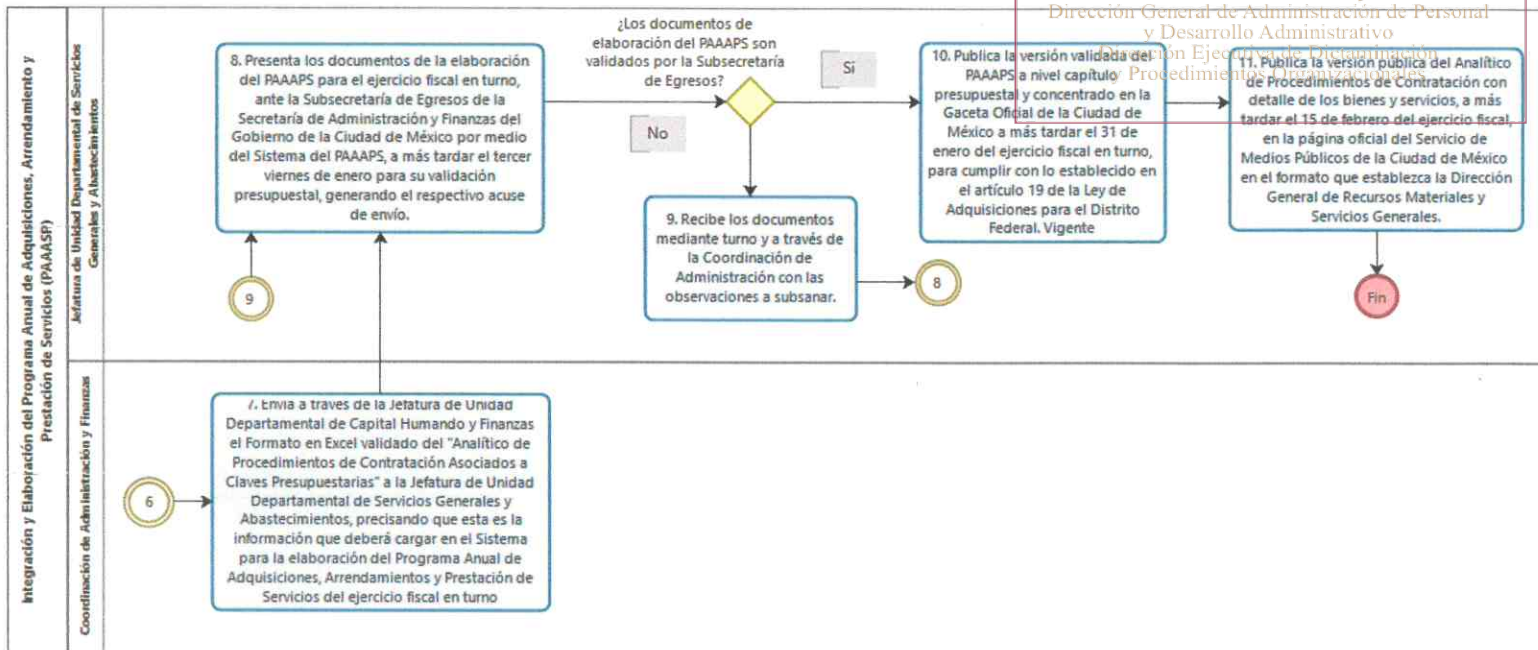 Integración y Elaboración del Programa Anual de Adquisiciones, Arrendamiento y
Prestación de Servicios (PAAASP)
Jefatura de Unidad Departamental de Servicios
Generales y Abastecimientos
8. Presenta los documentos de la elaboración
del PAAAPS para el ejercicio fiscal en turno,
ante la Subsecretaría de Egresos de la
Secretaría de Administración y Finanzas del
Gobierno de la Ciudad de México por medio
del Sistema del PAAAPS, a más tardar el tercer
viernes de enero para su validación
presupuestal, generando el respectivo acuse
de envío.
9
¿Los documentos de
elaboración del PAAAPS son
validados por la Subsecretaría
de Egresos?
Si
No
9. Recibe los documentos
mediante turno y a través de
la Coordinación de
Administración con las
observaciones a subsanar.
8
Dirección General de Administración de Personal
y Desarrollo Administrativo
Dirección Ejecutiva de Dictaminación
y Procedimientos Organizacionales
10. Publica la versión validada del
PAAAPS a nivel capítulo
presupuestal y concentrado en la
Gaceta Oficial de la Ciudad de
México a más tardar el 31 de
enero del ejercicio fiscal en turno,
para cumplir con lo establecido en
el artículo 19 de la Ley de
Adquisiciones para el Distrito
Federal. Vigente
11. Publica la versión pública del Analítico
de Procedimientos de Contratación con
detalle de los bienes y servicios, a más
tardar el 15 de febrero del ejercicio fiscal,
en la página oficial del Servicio de
Medios Públicos de la Ciudad de México
en el formato que establezca la Dirección
General de Recursos Materiales y
Servicios Generales.
Fin
Coordinación de Administración y Finanzas
6
7. Envia a través de la Jefatura de Unidad
Departamental de Capital Humando y Finanzas
el Formato en Excel validado del "Analítico de
Procedimientos de Contratación Asociados a
Claves Presupuestarias" a la Jefatura de Unidad
Departamental de Servicios Generales y
Abastecimientos, precisando que esta es la
información que deberá cargar en el Sistema
para la elaboración del Programa Anual de
Adquisiciones, Arrendamientos y Prestación de
Servicios del ejercicio fiscal en turno